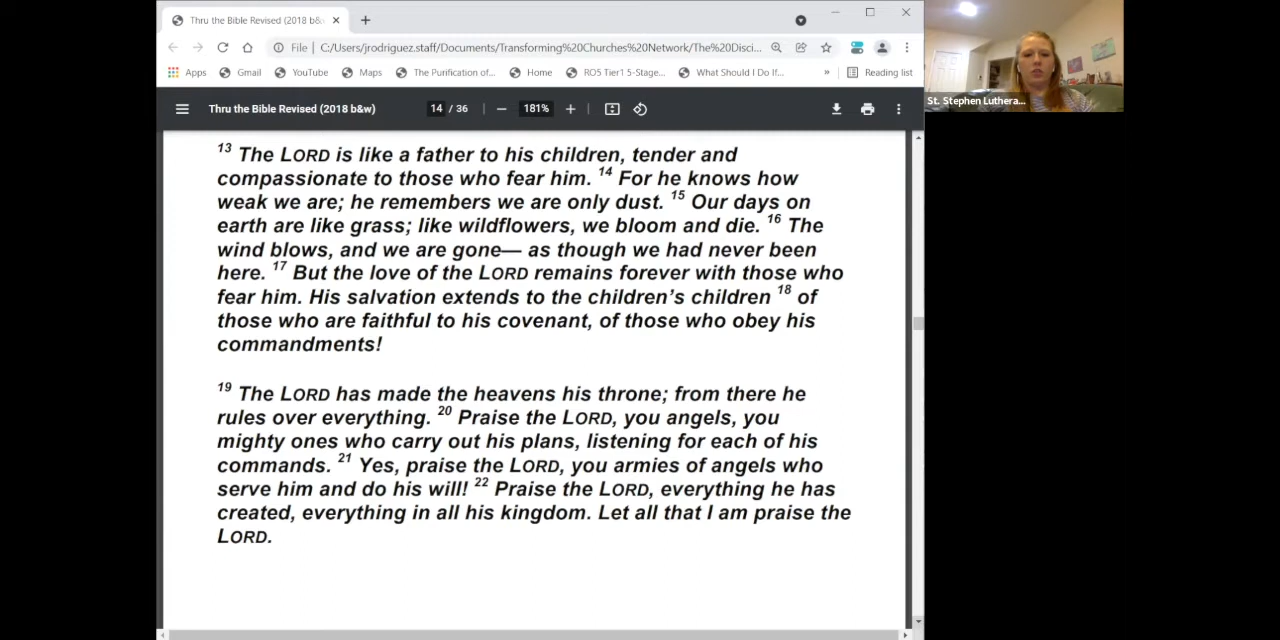 Thru the Bible Revised (2018 b&w
File
C:/Users/jrodriguez.staff/Documents/Transforming%20Churches%20Network/The%20Disci...
Apps
Gmail
YouTube
Maps
The Purification of...
Home
RO5 Tier1 5-Stage...
What Should I Do If...
»
Reading list
Thru the Bible Revised (2018 b&w)
14 / 36
181%
St. Stephen Luthera...
13 The LORD is like a father to his children, tender and
compassionate to those who fear him. 14 For he knows how
weak we are; he remembers we are only dust. 15 Our days on
earth are like grass; like wildflowers, we bloom and die. 16 The
wind blows, and we are gone— as though we had never been
here. 17 But the love of the LORD remains forever with those who
fear him. His salvation extends to the children's children 18 of
those who are faithful to his covenant, of those who obey his
commandments!
19 The LORD has made the heavens his throne; from there he
rules over everything. 20 Praise the LORD, you angels, you
mighty ones who carry out his plans, listening for each of his
commands. 21 Yes, praise the LORD, you armies of angels who
serve him and do his will! 22 Praise the LORD, everything he has
created, everything in all his kingdom. Let all that I am praise the
LORD.